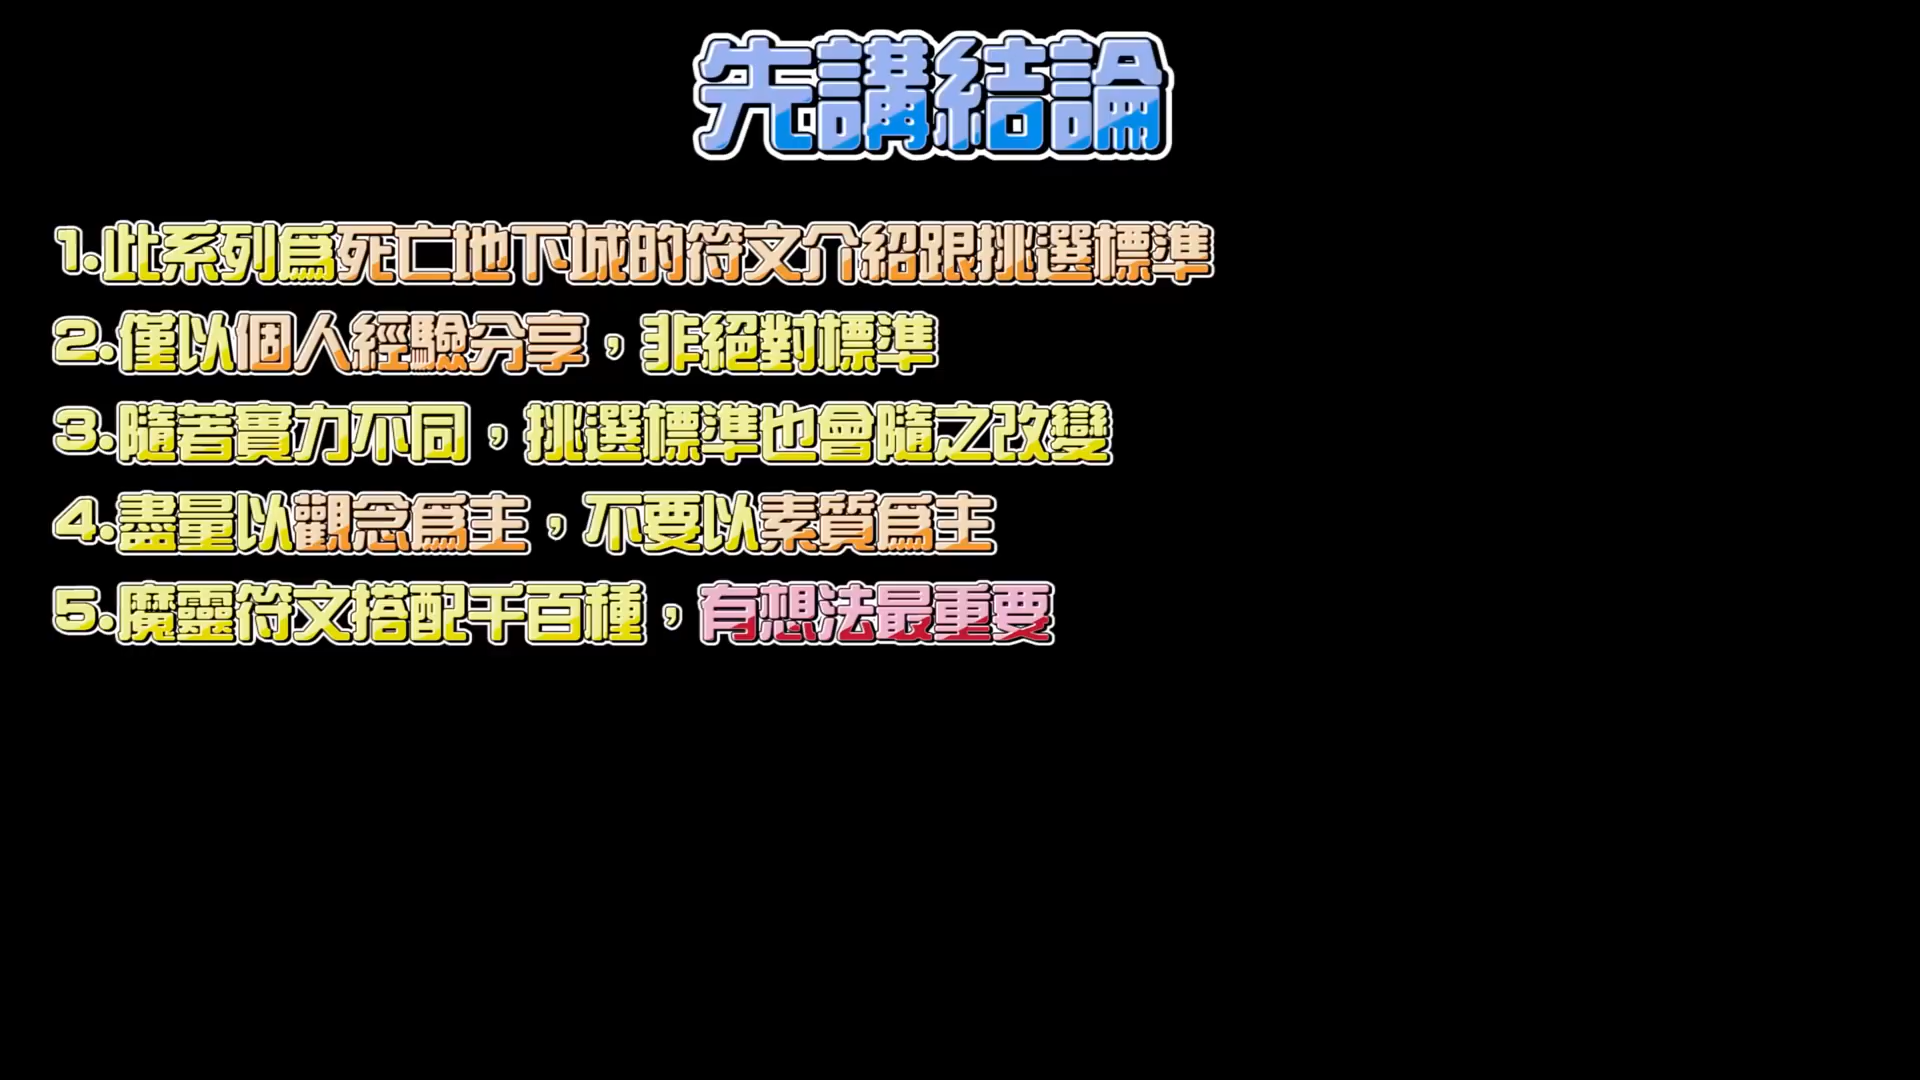 先講結論
1.此系列為死亡地下城的符文介紹跟挑選標準
2.僅以個人經驗分享，非絕對標準
3.隨著實力不同，挑選標準也會隨之改變
4.盡量以觀念為主，不要以素質為主
5.魔靈符文搭配千百種，有想法最重要